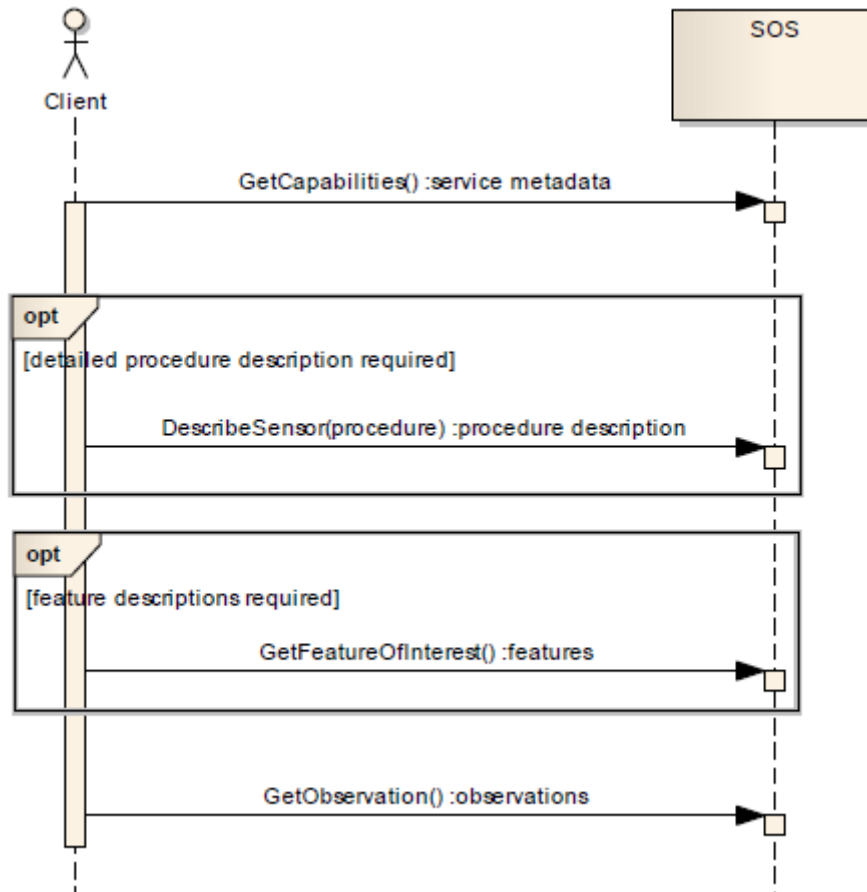 Client
SOS
GetCapabilities() :service metadata
opt
[detailed procedure description required]
DescribeSensor(procedure) :procedure description
opt
[feature descriptions required]
GetFeatureOfInterest() :features
GetObservation() :observations